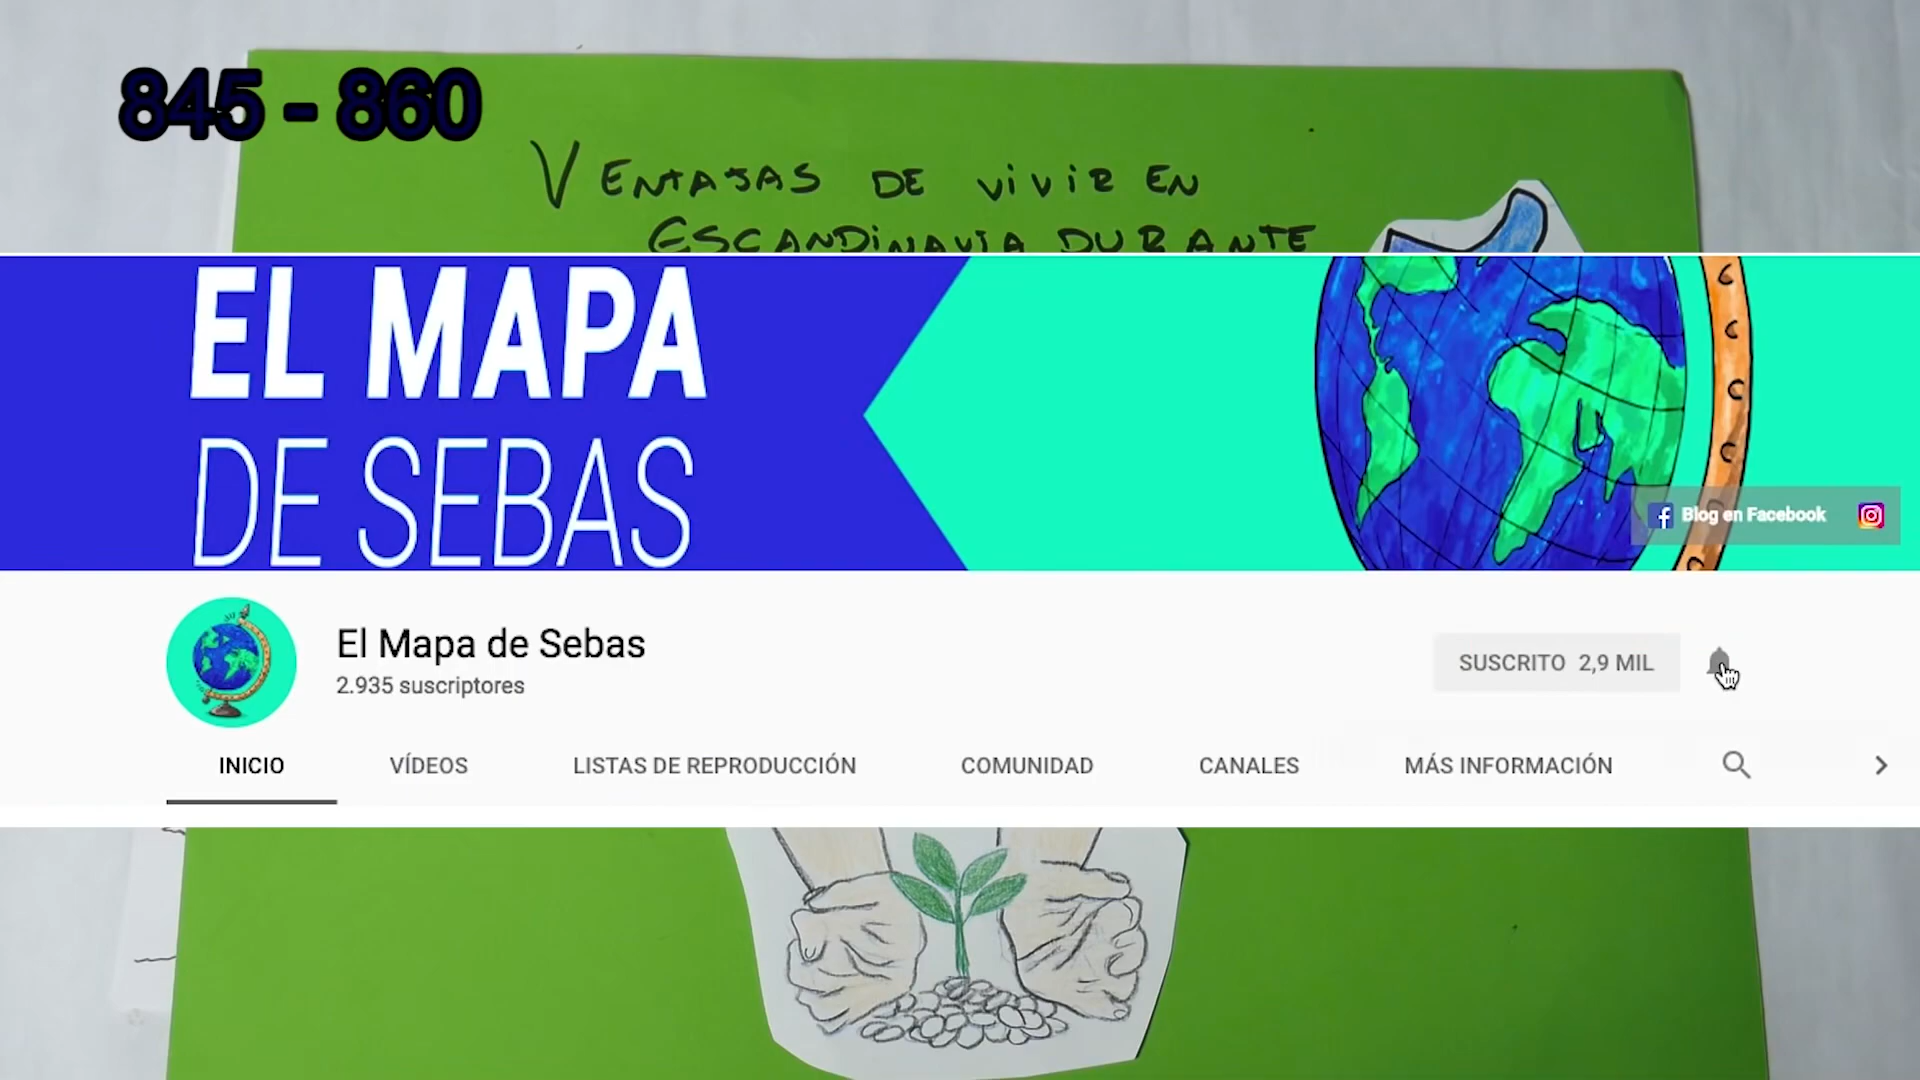 845 - 860
VENTAJAS DE VIVIR EN
ESCANDINAVIA DURANTE
EL MAPA
DE SEBAS
Blog en Facebook
El Mapa de Sebas
2.935 suscriptores
SUSCRITO 2,9 MIL
INICIO VÍDEOS LISTAS DE REPRODUCCIÓN COMUNIDAD CANALES MÁS INFORMACIÓN